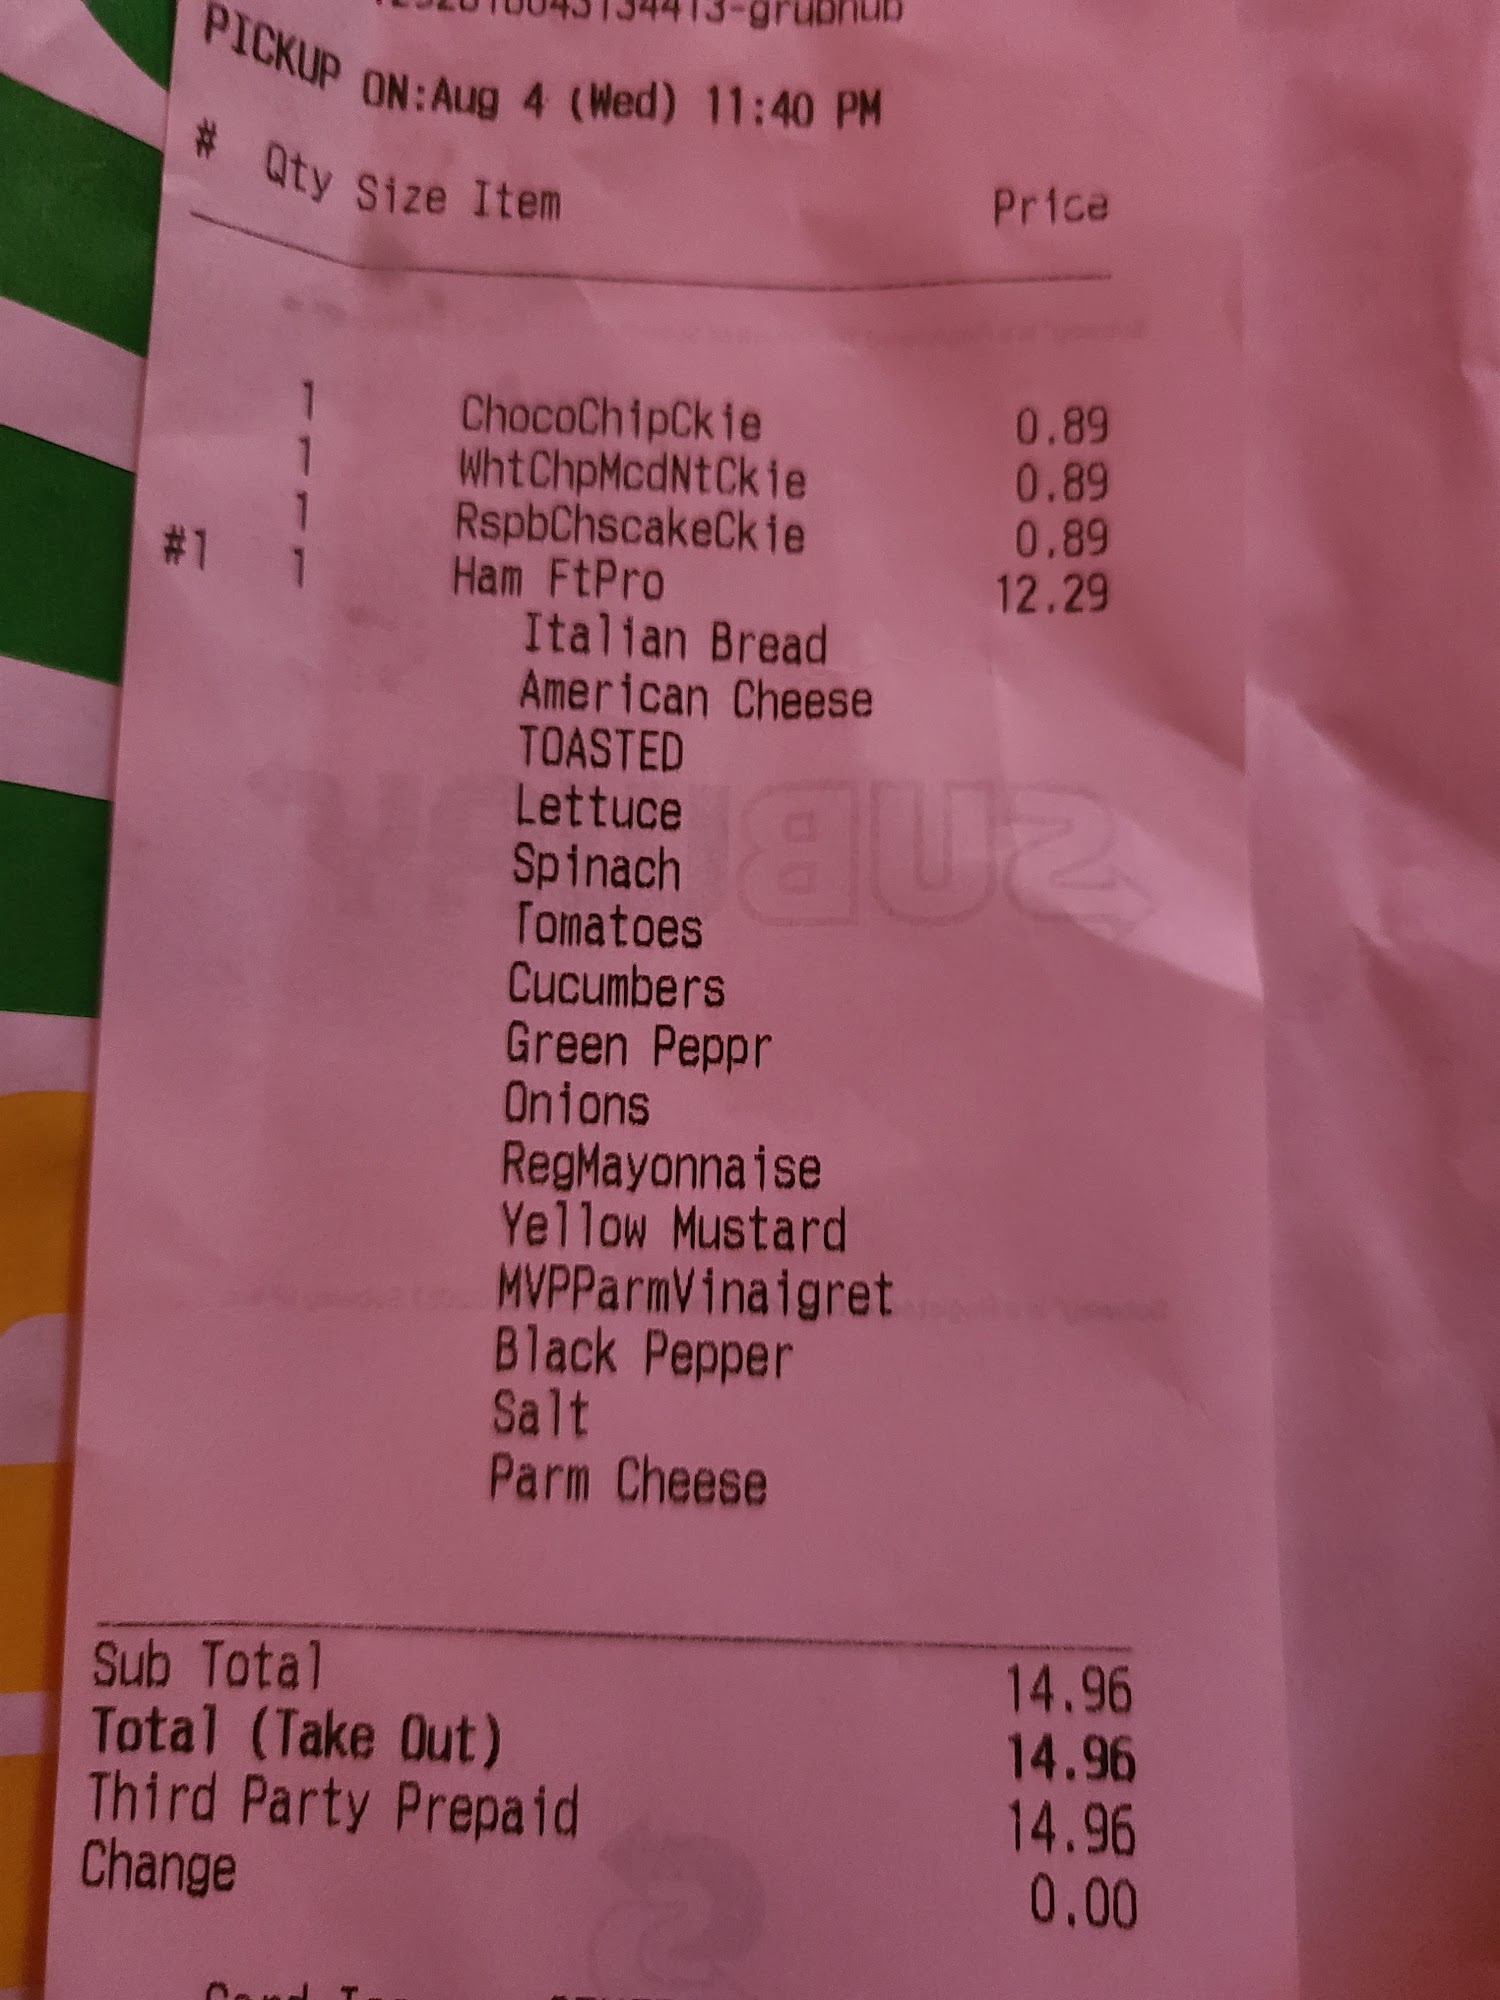 -grubhub
PICKUP ON:Aug 4 (Wed) 11:40 PM
# Qty Size Item Price
1 ChocoChipCkie 0.89
1 WhtChpMcdNtCkie 0.89
1 RspbChscakeCkie 0.89
#1 1 Ham FtPro 12.29
Italian Bread
American Cheese
TOASTED
Lettuce
Spinach
Tomatoes
Cucumbers
Green Peppr
Onions
RegMayonnaise
Yellow Mustard
MVPParmVinaigret
Black Pepper
Salt
Parm Cheese
Sub Total 14.96
Total (Take Out) 14.96
Third Party Prepaid 14.96
Change 0.00